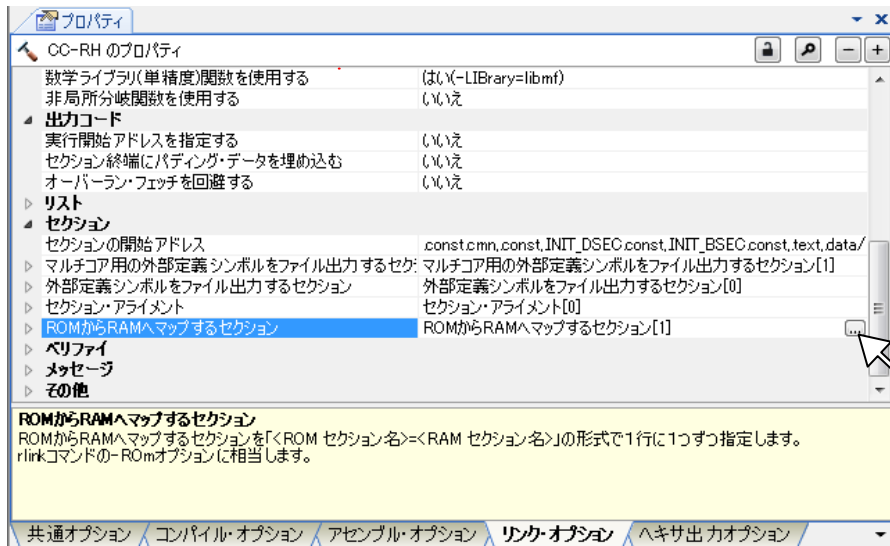 プロパティ
CC-RH のプロパティ
数学ライブラリ(単精度)関数を使用する はい(-LIBrary=libmf)
非局所分岐関数を使用する いいえ
出力コード
実行開始アドレスを指定する いいえ
セクション終端にパディング・データを埋め込む いいえ
オーバーラン・フェッチを回避する いいえ
リスト
セクション
セクションの開始アドレス .const.cmn,.const,.INIT_DSEC.const,.INIT_BSEC.const,.text,.data/
マルチコア用の外部定義シンボルをファイル出力するセク マルチコア用の外部定義シンボルをファイル出力するセクション[1]
外部定義シンボルをファイル出力するセクション 外部定義シンボルをファイル出力するセクション[0]
セクション・アライメント セクション・アライメント[0]
ROMからRAMへマップするセクション ROMからRAMへマップするセクション[1] ...
ベリファイ
メッセージ
その他
ROMからRAMへマップするセクション
ROMからRAMへマップするセクションを「<ROM セクション名>=<RAM セクション名>」の形式で1行に1つずつ指定します。
rlinkコマンドの-ROmオプションに相当します。
共通オプション コンパイル・オプション アセンブル・オプション リンク・オプション ヘキサ出力オプション